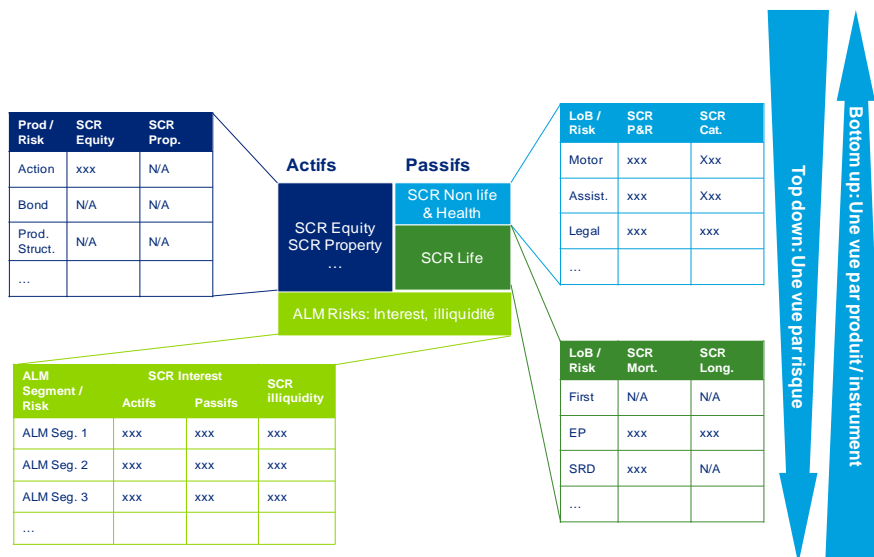 Prod / Risk SCR Equity SCR Prop.
Action xxx N/A
Bond N/A N/A
Prod. Struct. N/A N/A
…
Actifs Passifs
SCR Equity
SCR Property
…
SCR Non life
& Health
SCR Life
ALM Risks: Interest, illiquidité
LoB / Risk SCR P&R SCR Cat.
Motor xxx Xxx
Assist. xxx Xxx
Legal xxx xxx
…
ALM Segment / Risk SCR Interest SCR illiquidity
Actifs Passifs
ALM Seg. 1 xxx xxx xxx
ALM Seg. 2 xxx xxx xxx
ALM Seg. 3 xxx xxx xxx
…
LoB / Risk SCR Mort. SCR Long.
First N/A N/A
EP xxx xxx
SRD xxx N/A
…
Top down: Une vue par risque
Bottom up: Une vue par produit/ instrument